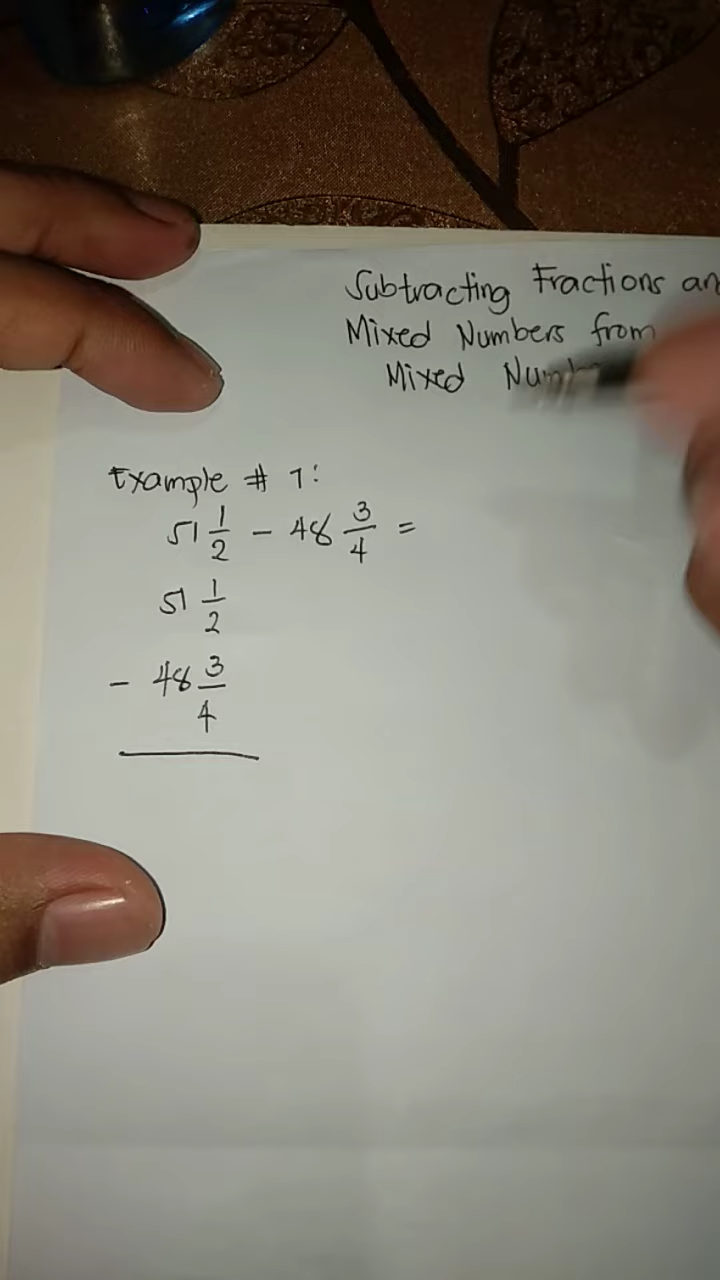 Subtracting Fractions an
Mixed Numbers from
Mixed
Example # 7:
51 1/2 - 48 3/4 =
51 1/2
- 48 3/4